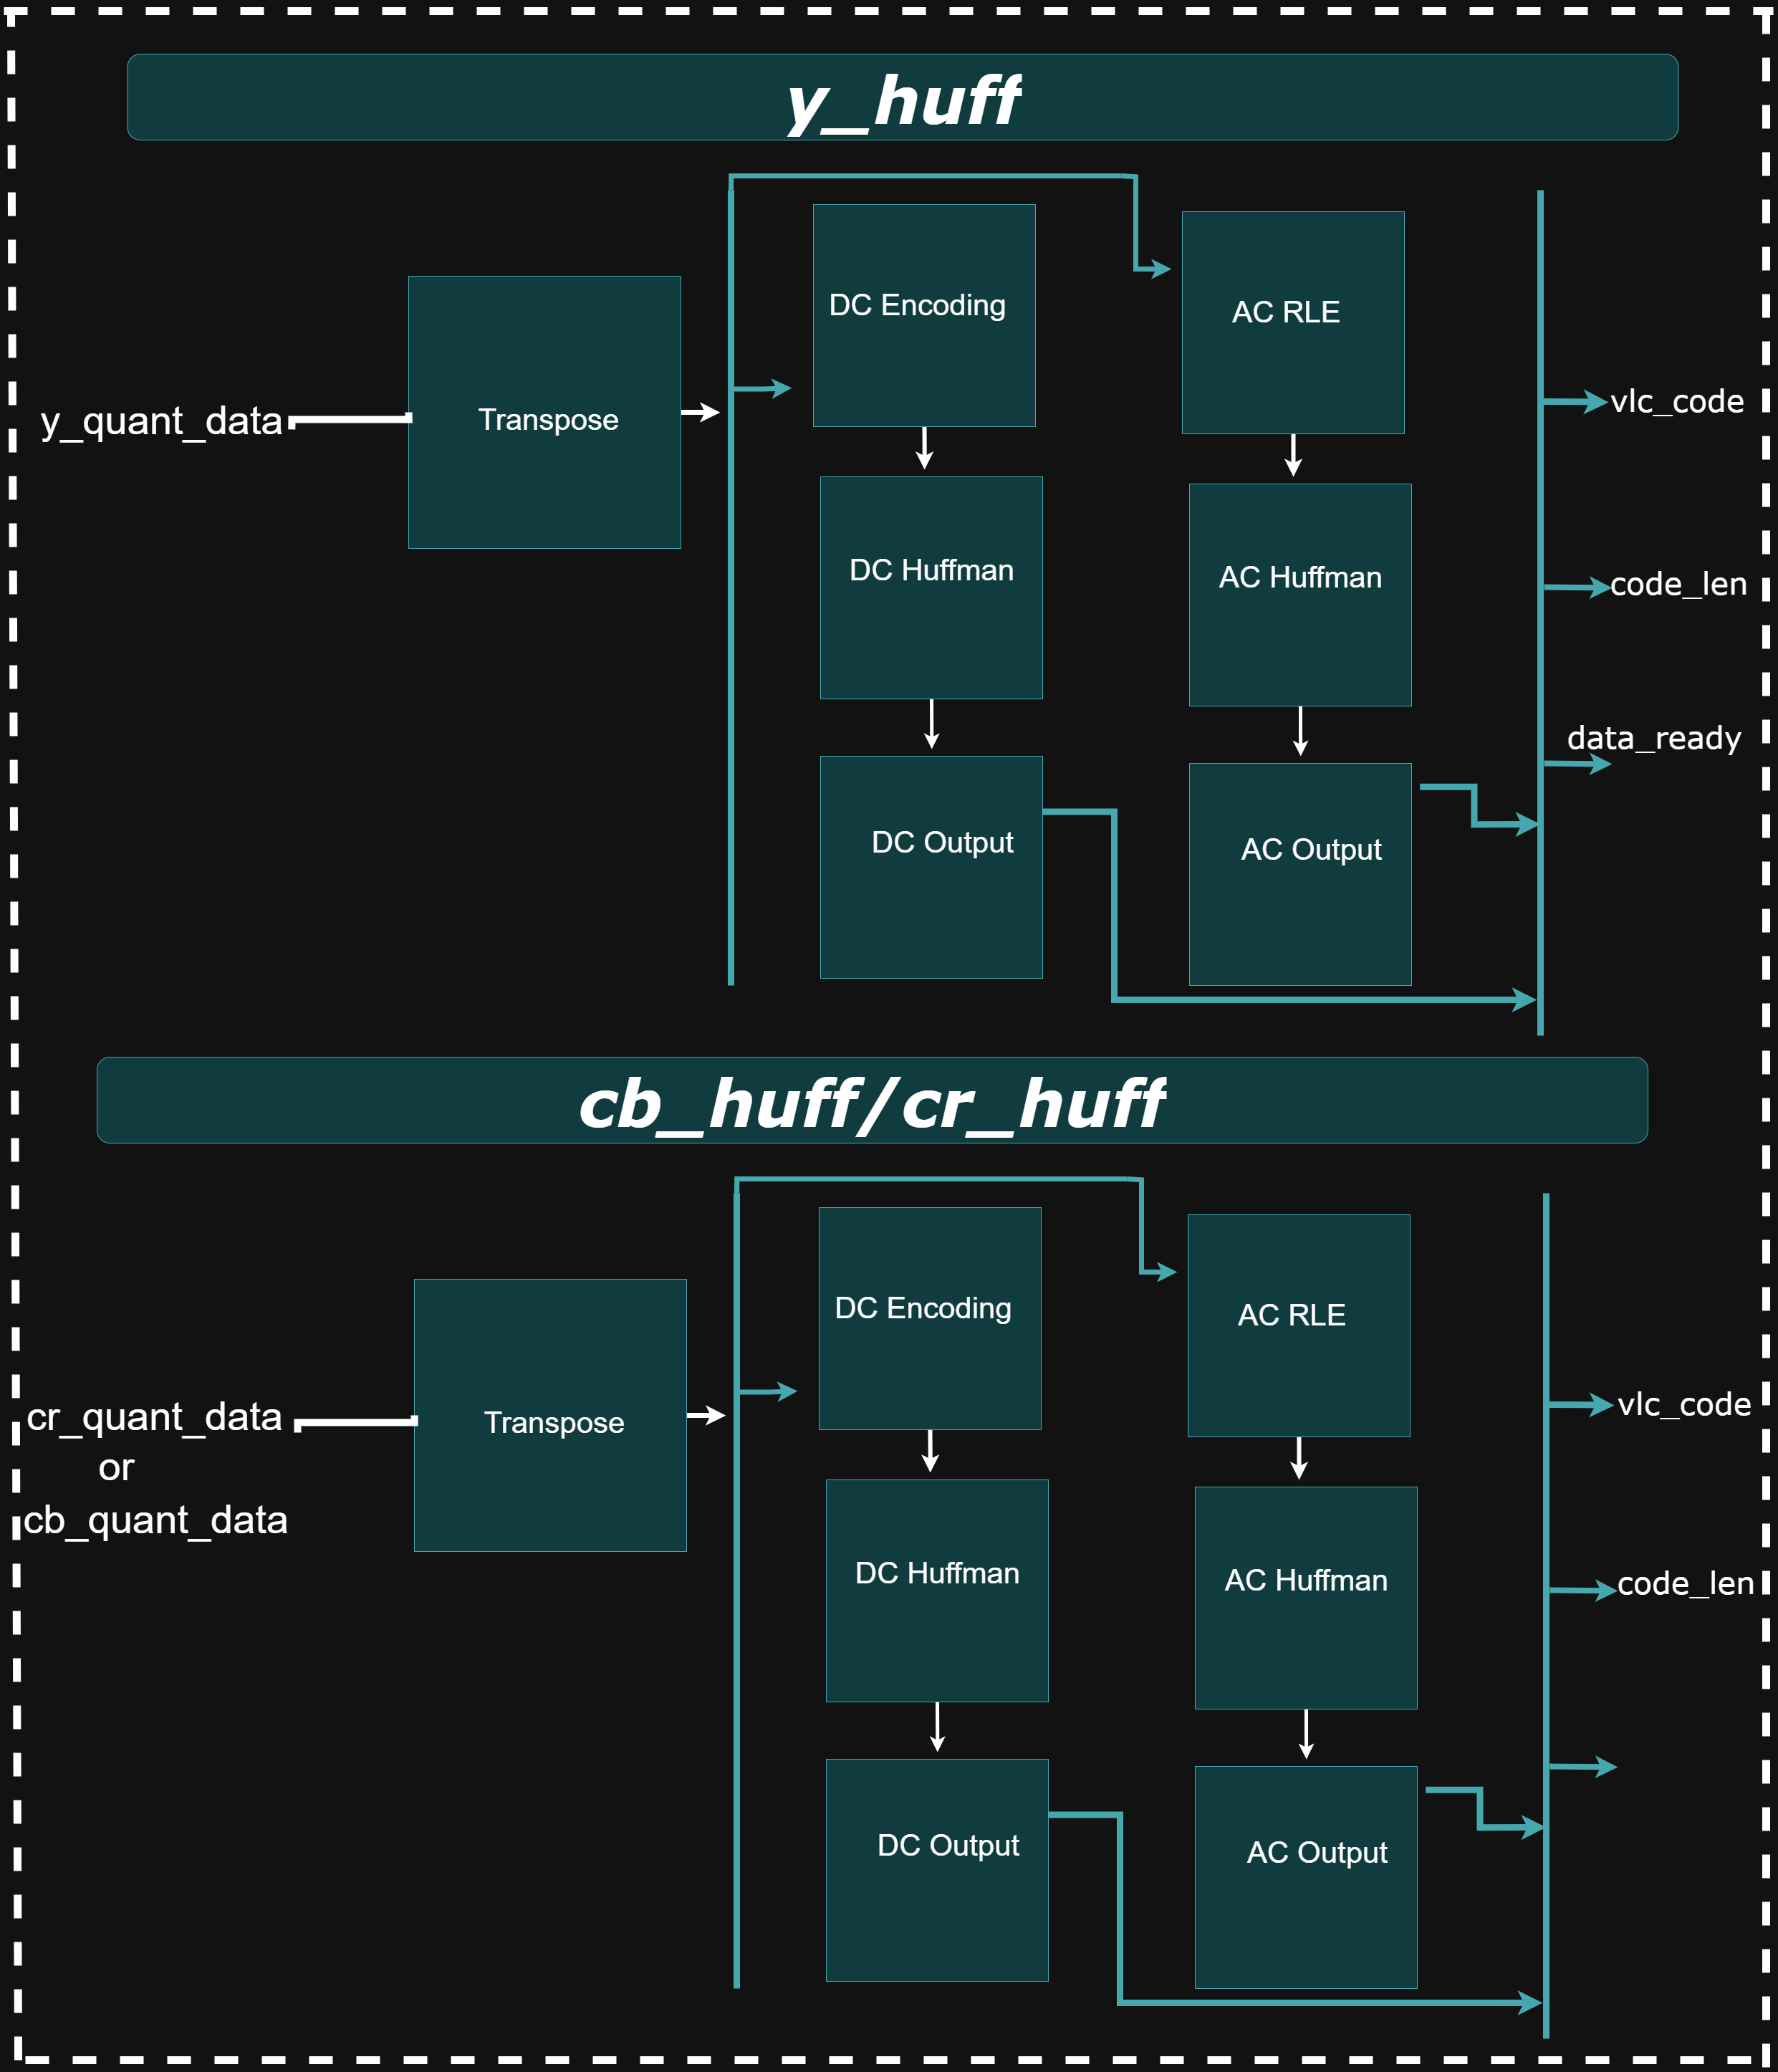 y_huff
y_quant_data
Transpose
DC Encoding
DC Huffman
DC Output
AC RLE
AC Huffman
AC Output
vlc_code
code_len
data_ready
cb_huff/cr_huff
cr_quant_data
or
cb_quant_data
Transpose
DC Encoding
DC Huffman
DC Output
AC RLE
AC Huffman
AC Output
vlc_code
code_len